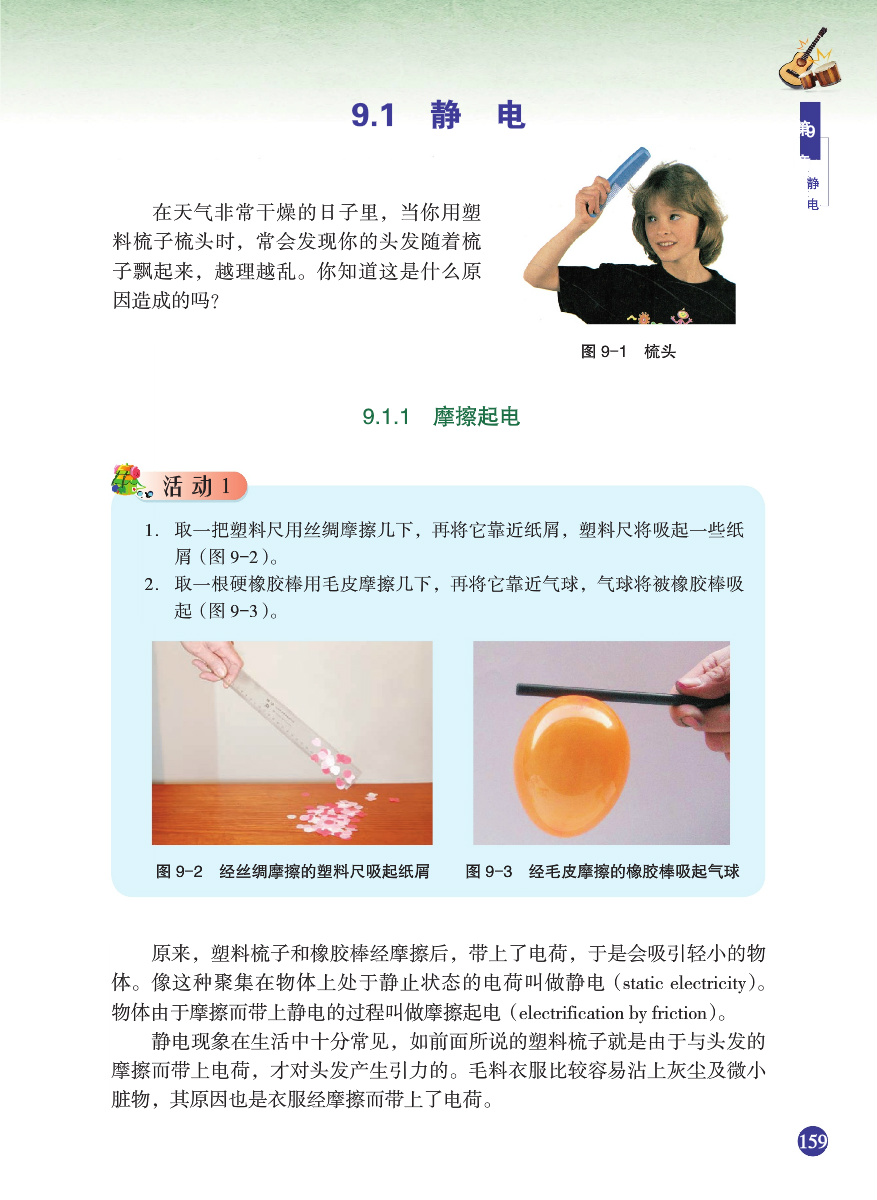 9.1 静 电
第9章
静
电
在天气非常干燥的日子里，当你用塑
料梳子梳头时，常会发现你的头发随着梳
子飘起来，越理越乱。你知道这是什么原
因造成的吗？
图 9-1 梳头
9.1.1 摩擦起电
活动 1
1. 取一把塑料尺用丝绸摩擦几下，再将它靠近纸屑，塑料尺将吸起一些纸
屑（图 9-2）。
2. 取一根硬橡胶棒用毛皮摩擦几下，再将它靠近气球，气球将被橡胶棒吸
起（图 9-3）。
图 9-2 经丝绸摩擦的塑料尺吸起纸屑
图 9-3 经毛皮摩擦的橡胶棒吸起气球
原来，塑料梳子和橡胶棒经摩擦后，带上了电荷，于是会吸引轻小的物
体。像这种聚集在物体上处于静止状态的电荷叫做静电（static electricity）。
物体由于摩擦而带上静电的过程叫做摩擦起电（electrification by friction）。
静电现象在生活中十分常见，如前面所说的塑料梳子就是由于与头发的
摩擦而带上电荷，才对头发产生引力的。毛料衣服比较容易沾上灰尘及微小
脏物，其原因也是衣服经摩擦而带上了电荷。
159